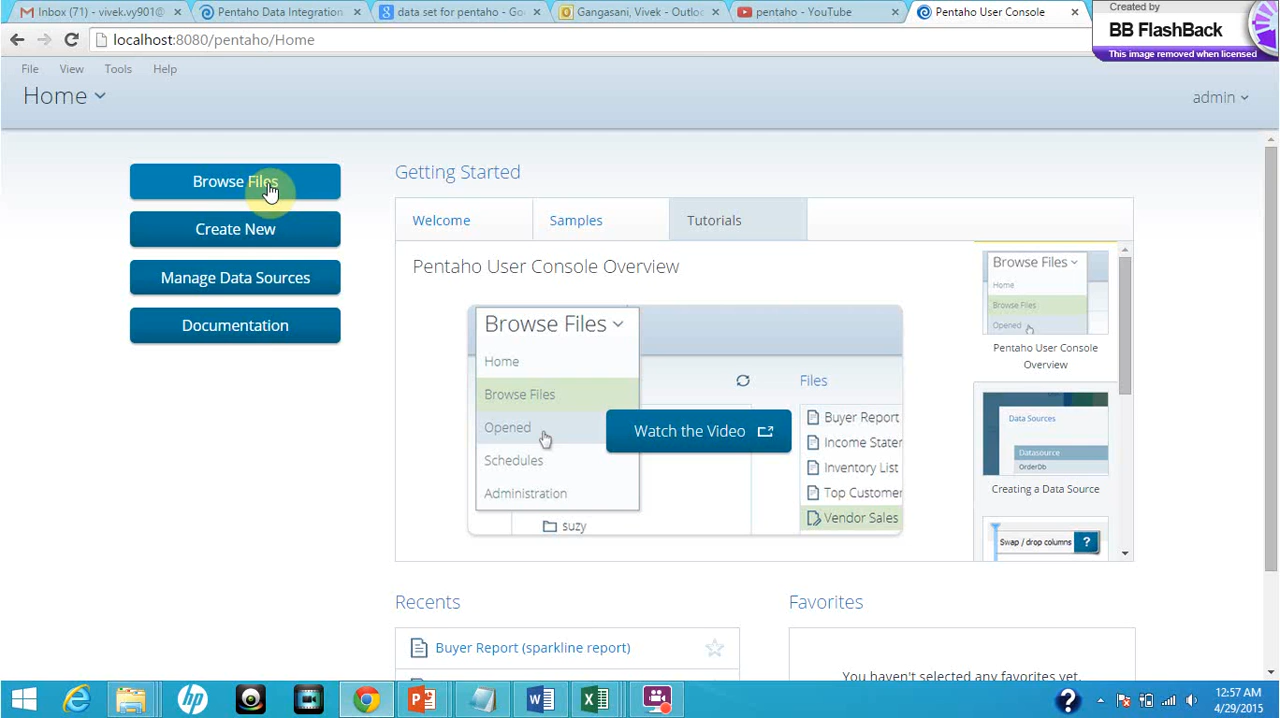 Inbox (71) - vivek.vy901@
Pentaho Data Integration
data set for pentaho - Go
Gangasani, Vivek - Outloo
pentaho - YouTube
Pentaho User Console
Created by
BB FlashBack
This image removed when licensed
localhost:8080/pentaho/Home
File View Tools Help
Home
admin
Browse Files
Create New
Manage Data Sources
Documentation
Getting Started
Welcome Samples Tutorials
Pentaho User Console Overview
Browse Files
Home
Browse Files
Opened
Schedules
Administration
suzy
Files
Buyer Report
Income Stater
Inventory List
Top Customer
Vendor Sales
Watch the Video
Browse Files
Home
Browse Files
Opened
Pentaho User Console
Overview
Data Sources
Datasource
OrderDb
Creating a Data Source
Swap / drop columns ?
Recents
Buyer Report (sparkline report)
Favorites
You haven't selected any favorites yet.
12:57 AM
4/29/2015